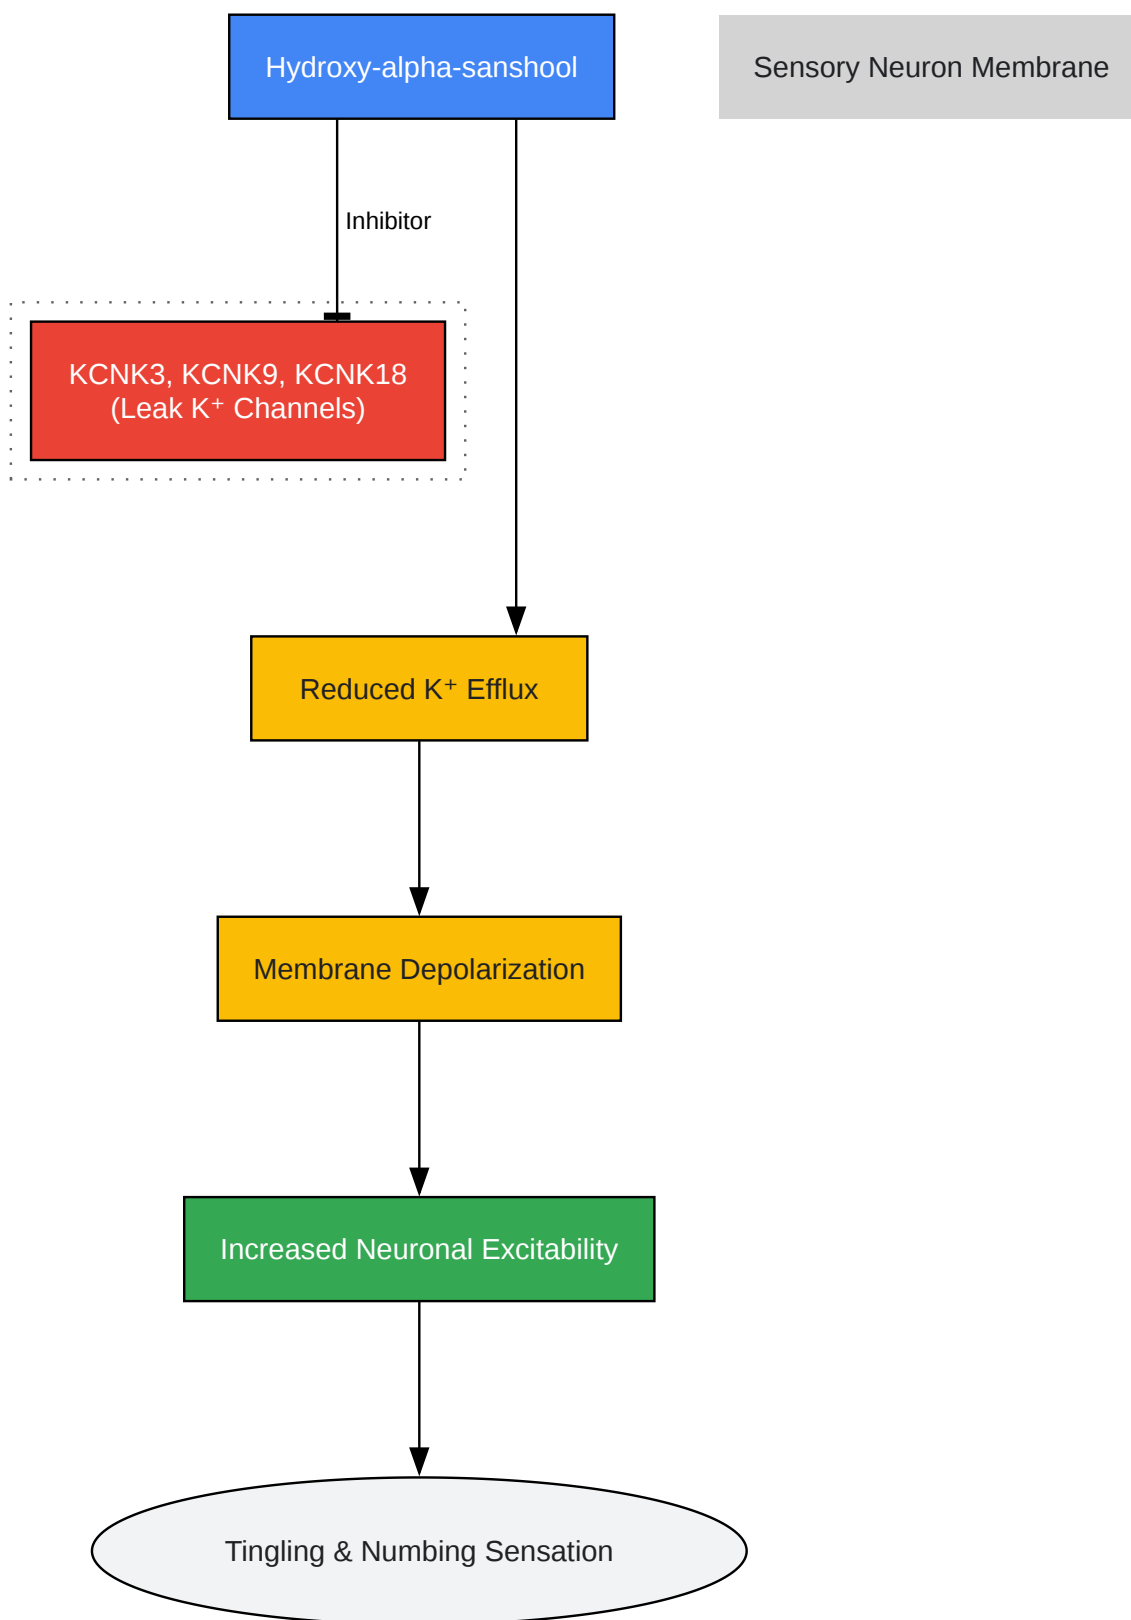 Hydroxy-alpha-sanshool
Sensory Neuron Membrane
Inhibitor
KCNK3, KCNK9, KCNK18
(Leak K⁺ Channels)
Reduced K⁺ Efflux
Membrane Depolarization
Increased Neuronal Excitability
Tingling & Numbing Sensation